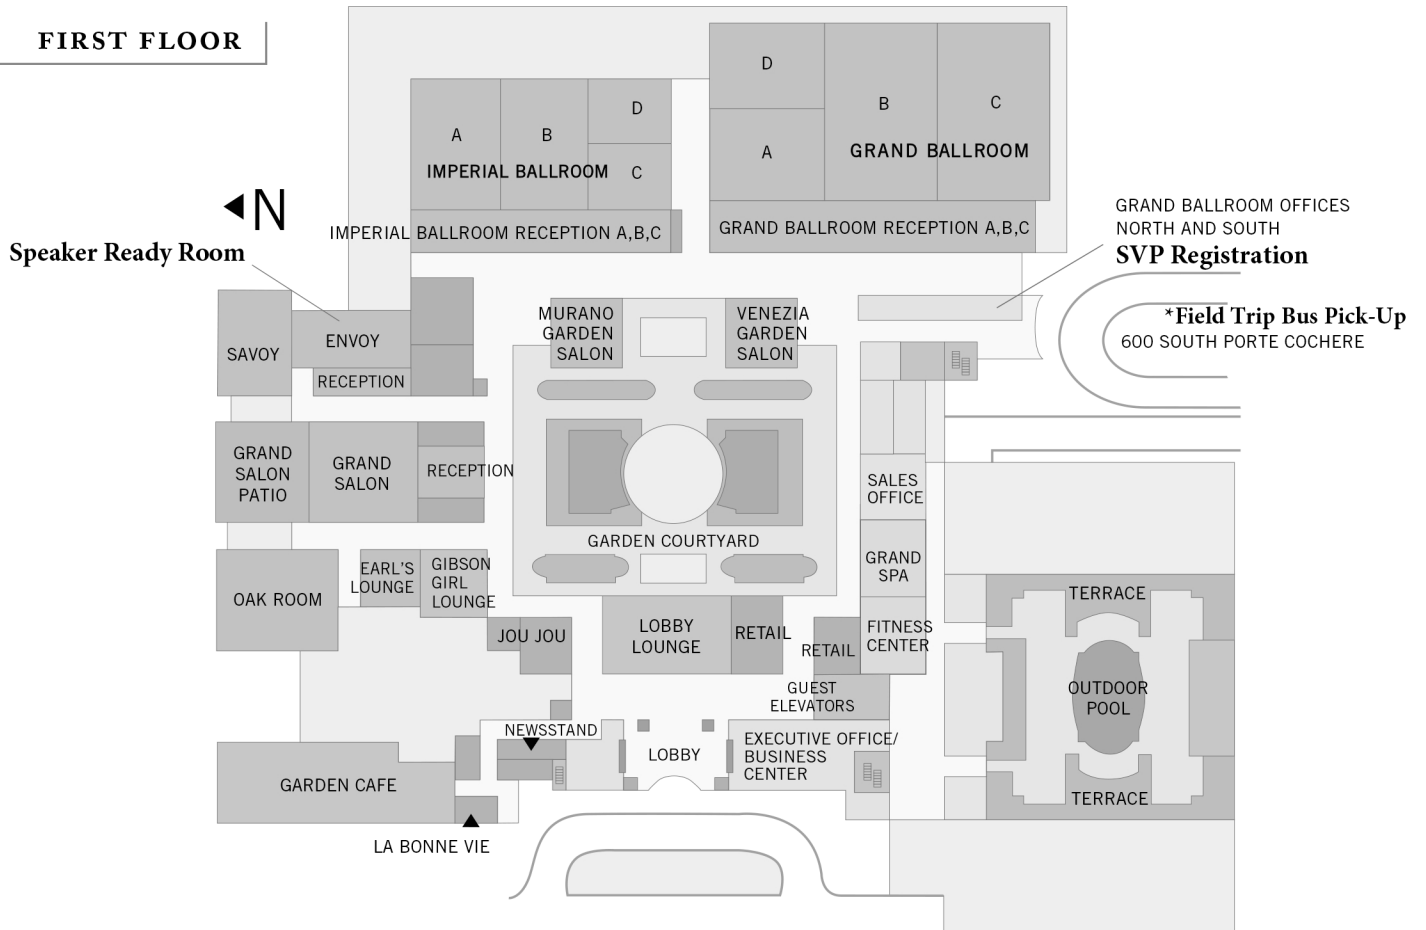 FIRST FLOOR
D
B
C
A
GRAND BALLROOM
GRAND BALLROOM RECEPTION A,B,C
A
B
D
C
IMPERIAL BALLROOM
IMPERIAL BALLROOM RECEPTION A,B,C
N
Speaker Ready Room
GRAND BALLROOM OFFICES
NORTH AND SOUTH
SVP Registration
*Field Trip Bus Pick-Up
600 SOUTH PORTE COCHERE
SAVOY
ENVOY
RECEPTION
MURANO
GARDEN
SALON
VENEZIA
GARDEN
SALON
GRAND
SALON
PATIO
GRAND
SALON
RECEPTION
SALES
OFFICE
GARDEN COURTYARD
GRAND
SPA
OAK ROOM
EARL'S
LOUNGE
GIBSON
GIRL
LOUNGE
JOU JOU
LOBBY
LOUNGE
RETAIL
RETAIL
FITNESS
CENTER
TERRACE
OUTDOOR
POOL
TERRACE
GUEST
ELEVATORS
NEWSSTAND
LOBBY
EXECUTIVE OFFICE/
BUSINESS
CENTER
GARDEN CAFE
LA BONNE VIE